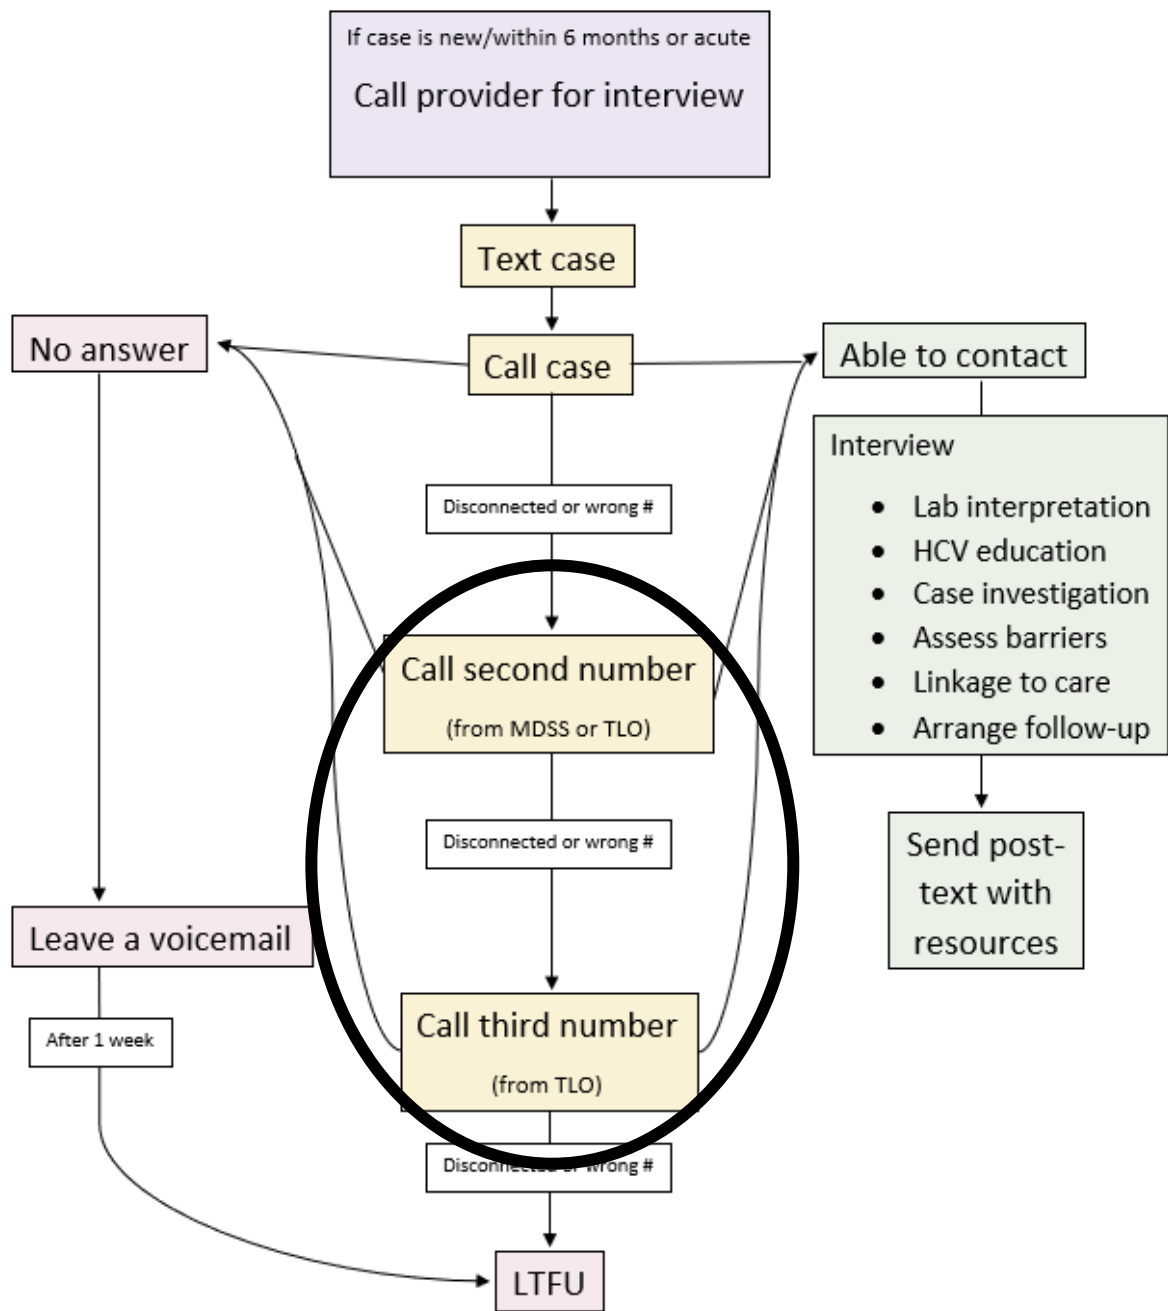 If case is new/within 6 months or acute
Call provider for interview
Text case
No answer
Call case
Able to contact
Interview
• Lab interpretation
• HCV education
• Case investigation
• Assess barriers
• Linkage to care
• Arrange follow-up
Disconnected or wrong #
Call second number
(from MDSS or TLO)
Disconnected or wrong #
Send post-
text with
resources
Leave a voicemail
After 1 week
Call third number
(from TLO)
Disconnected or wrong #
LTFU